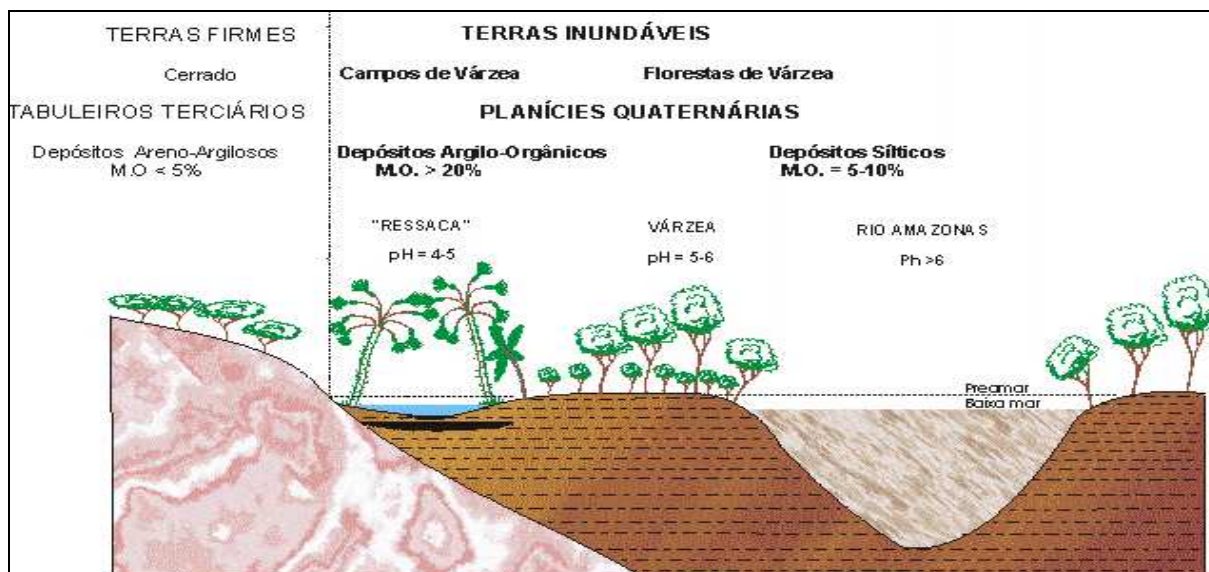 TERRAS FIRMES
TERRAS INUNDÁVEIS
Cerrado
Campos de Várzea
Florestas de Várzea
TABULEIROS TERCIÁRIOS
PLANÍCIES QUATERNÁRIAS
Depósitos Areno-Argilosos
M.O < 5%
Depósitos Argilo-Orgânicos
M.O. > 20%
Depósitos Sílticos
M.O. = 5-10%
"RESSACA"
pH = 4-5
VÁRZEA
pH = 5-6
RIO AMAZONAS
Ph >6
Preamar
Baixa mar